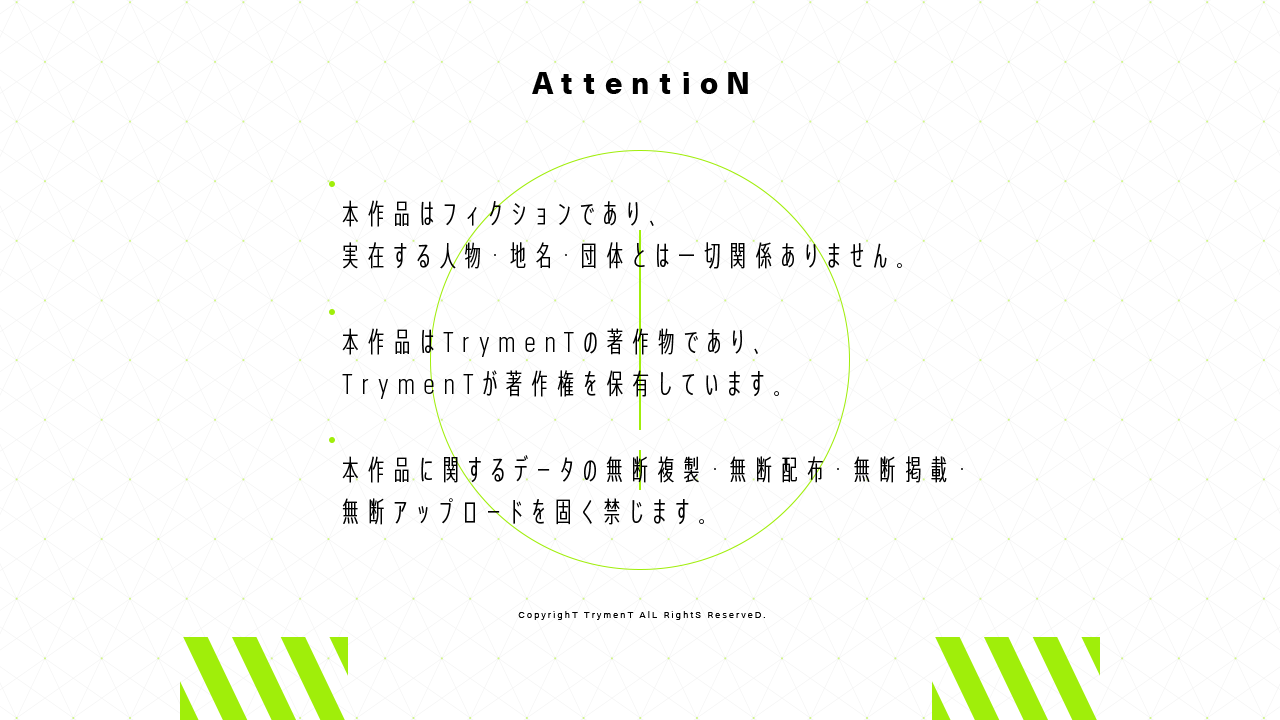 AttentioN
本作品はフィクションであり、
実在する人物・地名・団体とは一切関係ありません。
本作品はTrymenTの著作物であり、
TrymenTが著作権を保有しています。
本作品に関するデータの無断複製・無断配布・無断掲載・
無断アップロードを固く禁じます。
CopyrighT TrymenT AlL RightS ReserveD.